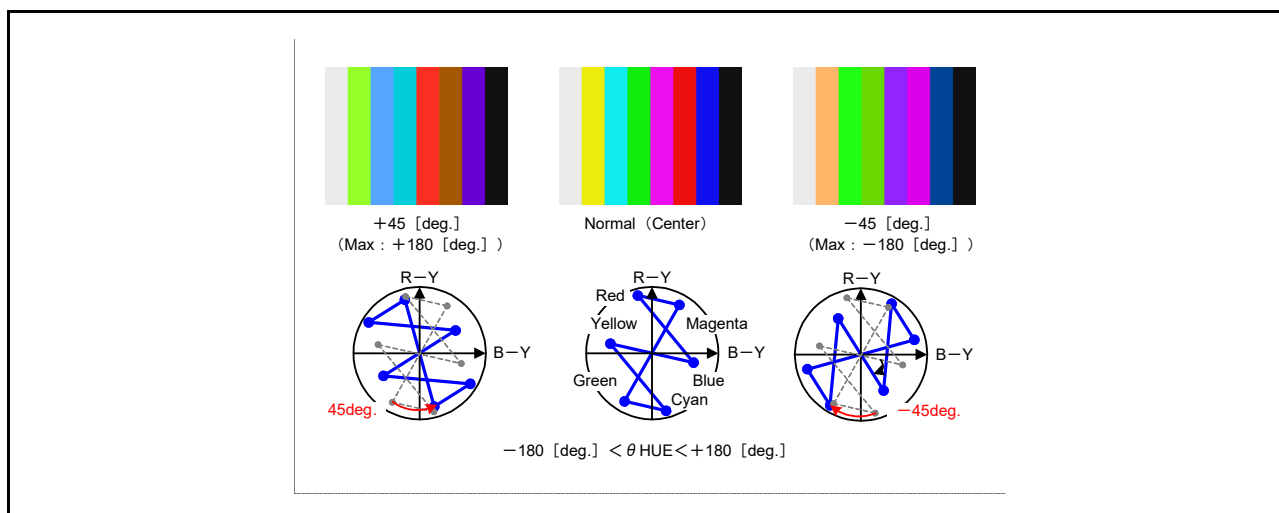 ＋45［deg.］
（Max：＋180［deg.］）
Normal（Center）
－45［deg.］
（Max：－180［deg.］）
R－Y
B－Y
45deg.
R－Y
Red
Magenta
Yellow
B－Y
Green
Blue
Cyan
R－Y
B－Y
－45deg.
－180［deg.］＜θHUE＜＋180［deg.］